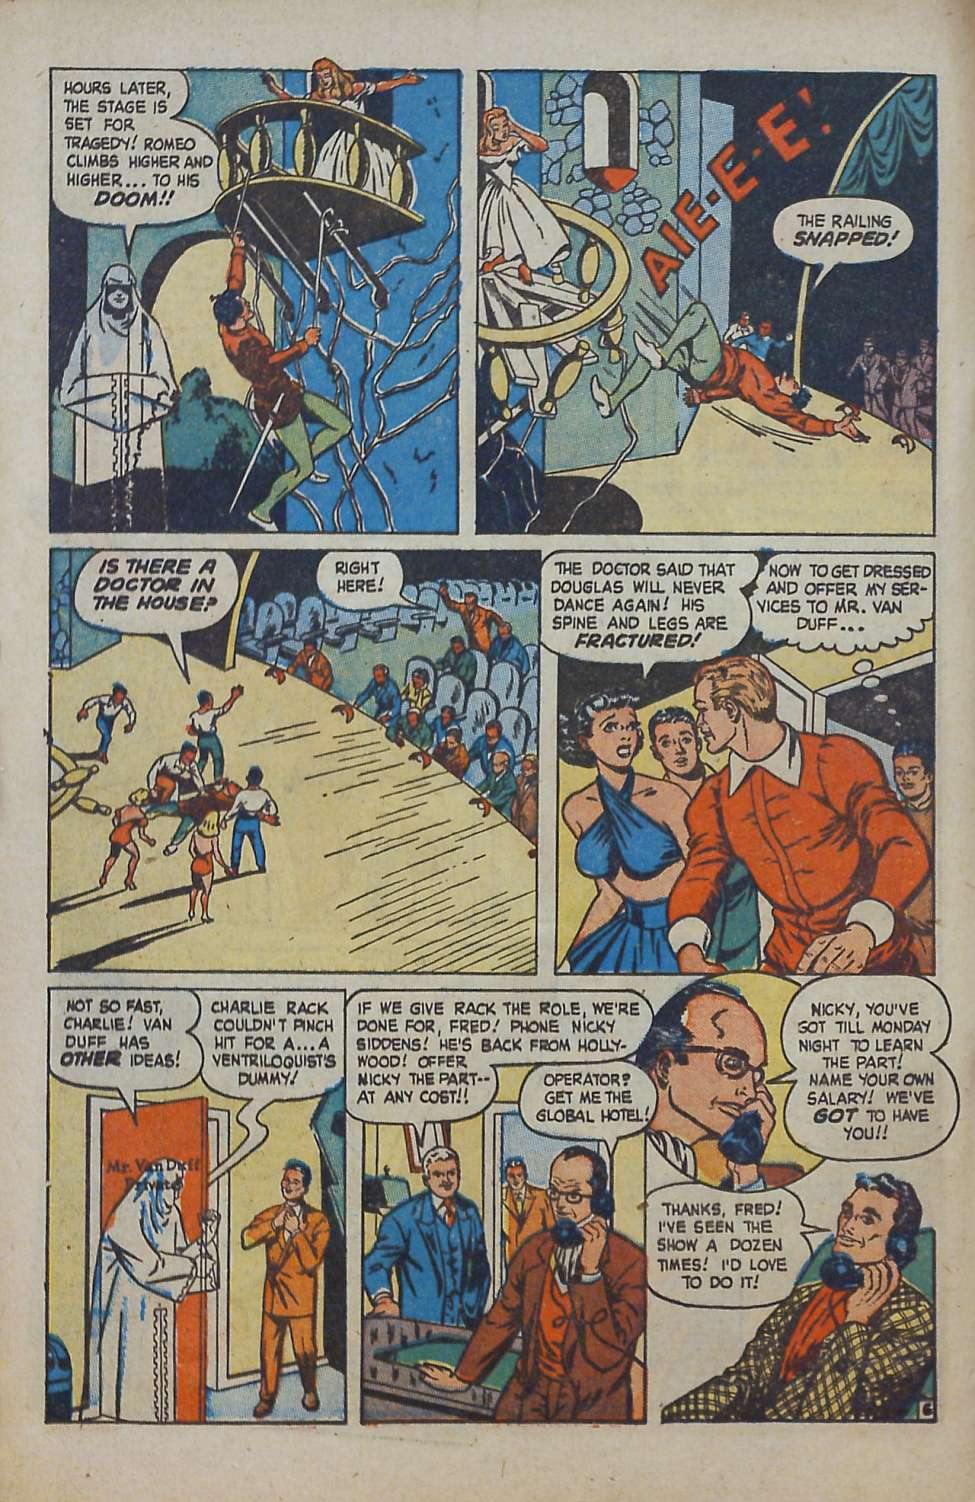 HOURS LATER,
THE STAGE IS
SET FOR
TRAGEDY! ROMEO
CLIMBS HIGHER AND
HIGHER... TO HIS
DOOM!!
AIE-E-E-E!
THE RAILING
SNAPPED!
IS THERE A
DOCTOR IN
THE HOUSE?
RIGHT
HERE!
THE DOCTOR SAID THAT
DOUGLAS WILL NEVER
DANCE AGAIN! HIS
SPINE AND LEGS ARE
FRACTURED!
NOW TO GET DRESSED
AND OFFER MY SER-
VICES TO MR. VAN
DUFF...
NOT SO FAST,
CHARLIE! VAN
DUFF HAS
OTHER IDEAS!
CHARLIE RACK
COULDN'T PINCH
HIT FOR A...A
VENTRILOQUIST'S
DUMMY!
Mr. Van Duff
Private
IF WE GIVE RACK THE ROLE, WE'RE
DONE FOR, FRED! PHONE NICKY
SIDDENS! HE'S BACK FROM HOLLY-
WOOD! OFFER
NICKY THE PART--
AT ANY COST!!
OPERATOR?
GET ME THE
GLOBAL HOTEL!
NICKY, YOU'VE
GOT TILL MONDAY
NIGHT TO LEARN
THE PART!
NAME YOUR OWN
SALARY! WE'VE
GOT TO HAVE
YOU!!
THANKS, FRED!
I'VE SEEN THE
SHOW A DOZEN
TIMES! I'D LOVE
TO DO IT!
6